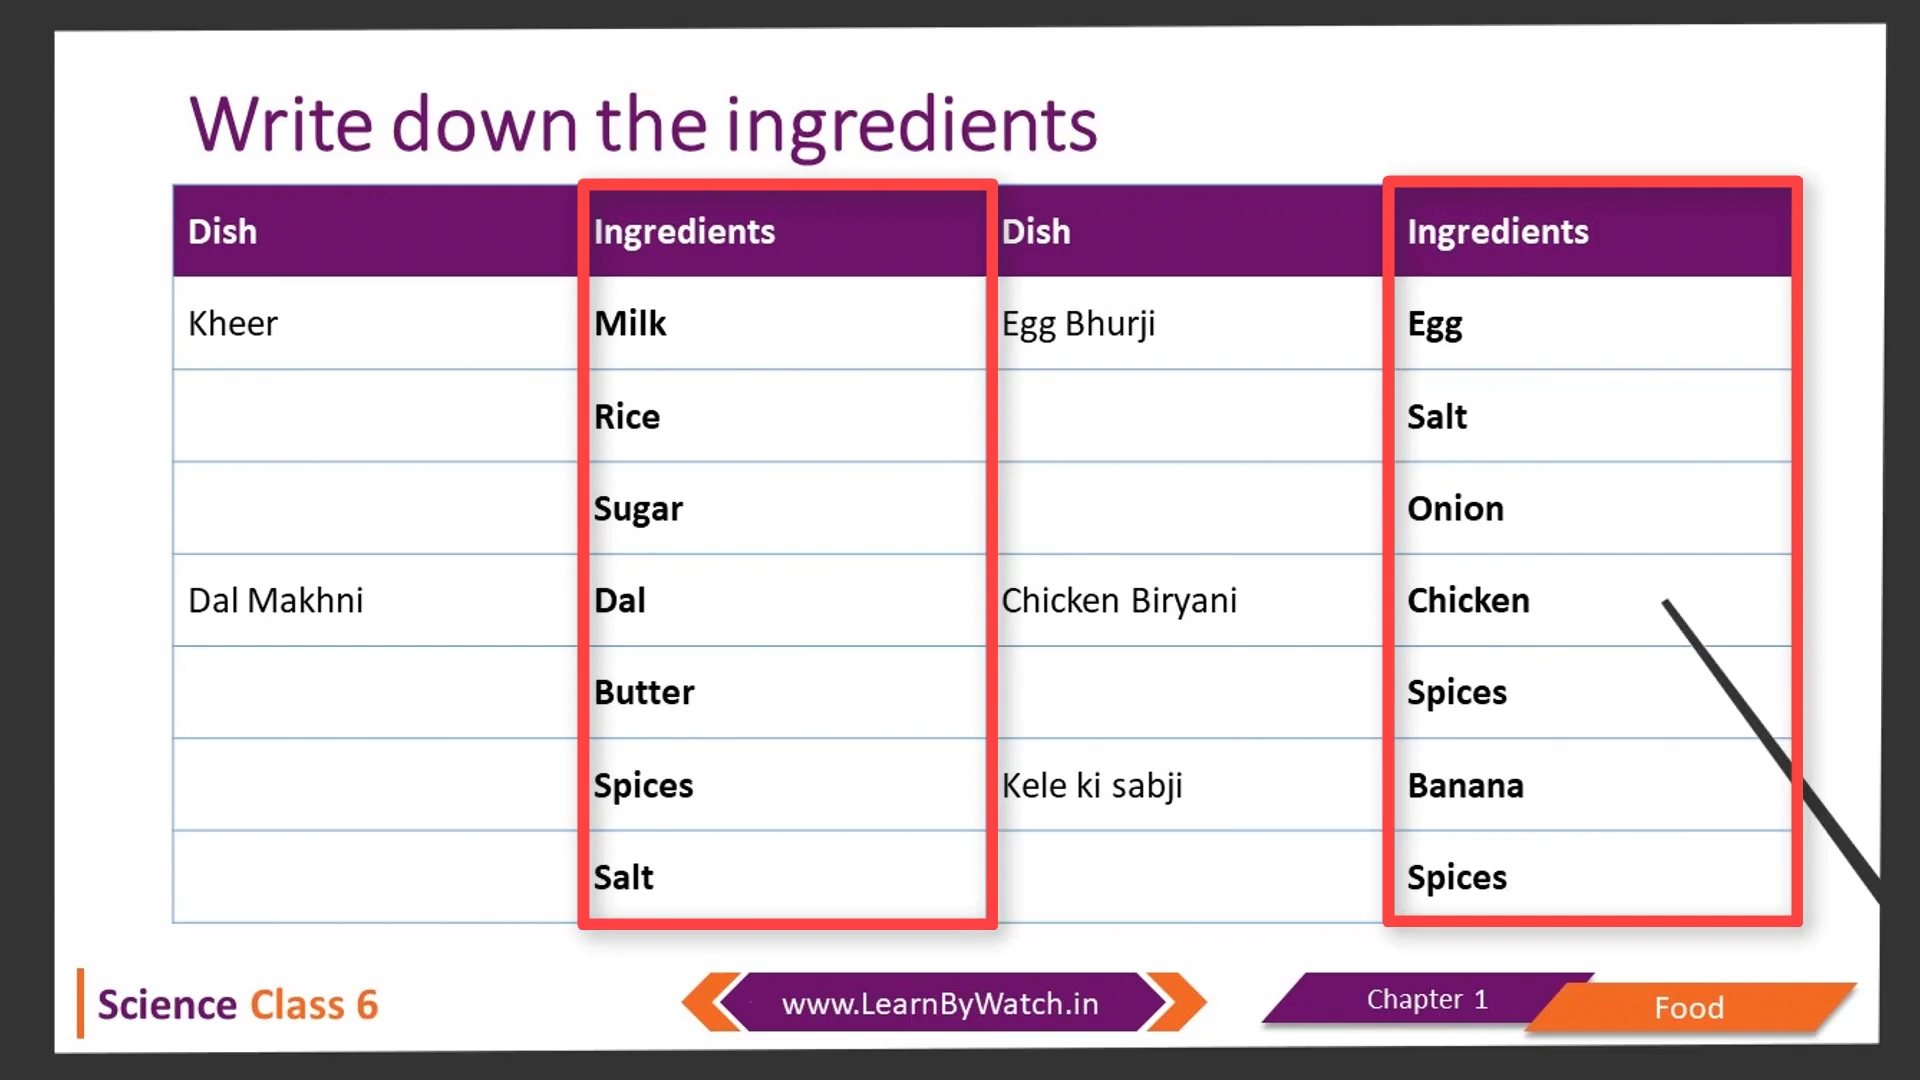 Write down the ingredients
Dish Ingredients Dish Ingredients
Kheer Milk Egg Bhurji Egg
Rice Salt
Sugar Onion
Dal Makhni Dal Chicken Biryani Chicken
Butter Spices
Spices Kele ki sabji Banana
Salt Spices
Science Class 6 www.LearnByWatch.in Chapter 1 Food